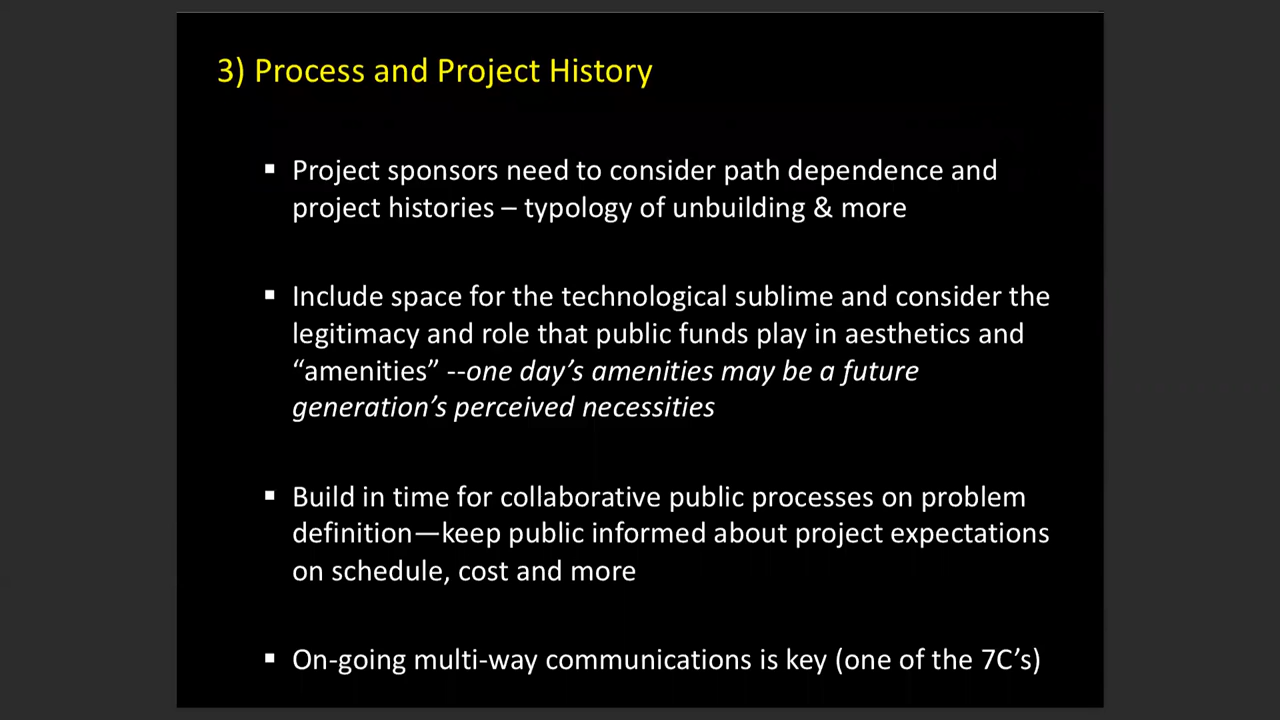 3) Process and Project History
▪ Project sponsors need to consider path dependence and
project histories – typology of unbuilding & more
▪ Include space for the technological sublime and consider the
legitimacy and role that public funds play in aesthetics and
“amenities” --one day’s amenities may be a future
generation’s perceived necessities
▪ Build in time for collaborative public processes on problem
definition—keep public informed about project expectations
on schedule, cost and more
▪ On-going multi-way communications is key (one of the 7C’s)